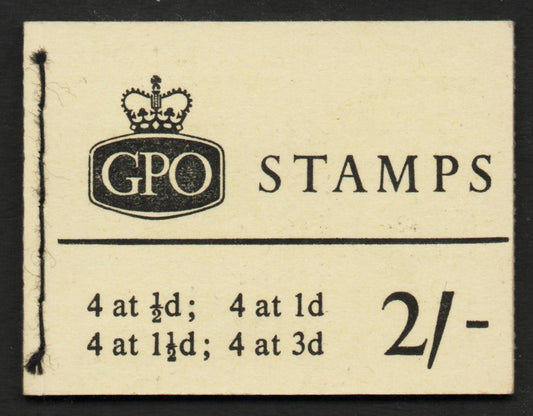 GPO STAMPS
4 at ½d; 4 at 1d
4 at 1½d; 4 at 3d
2/-